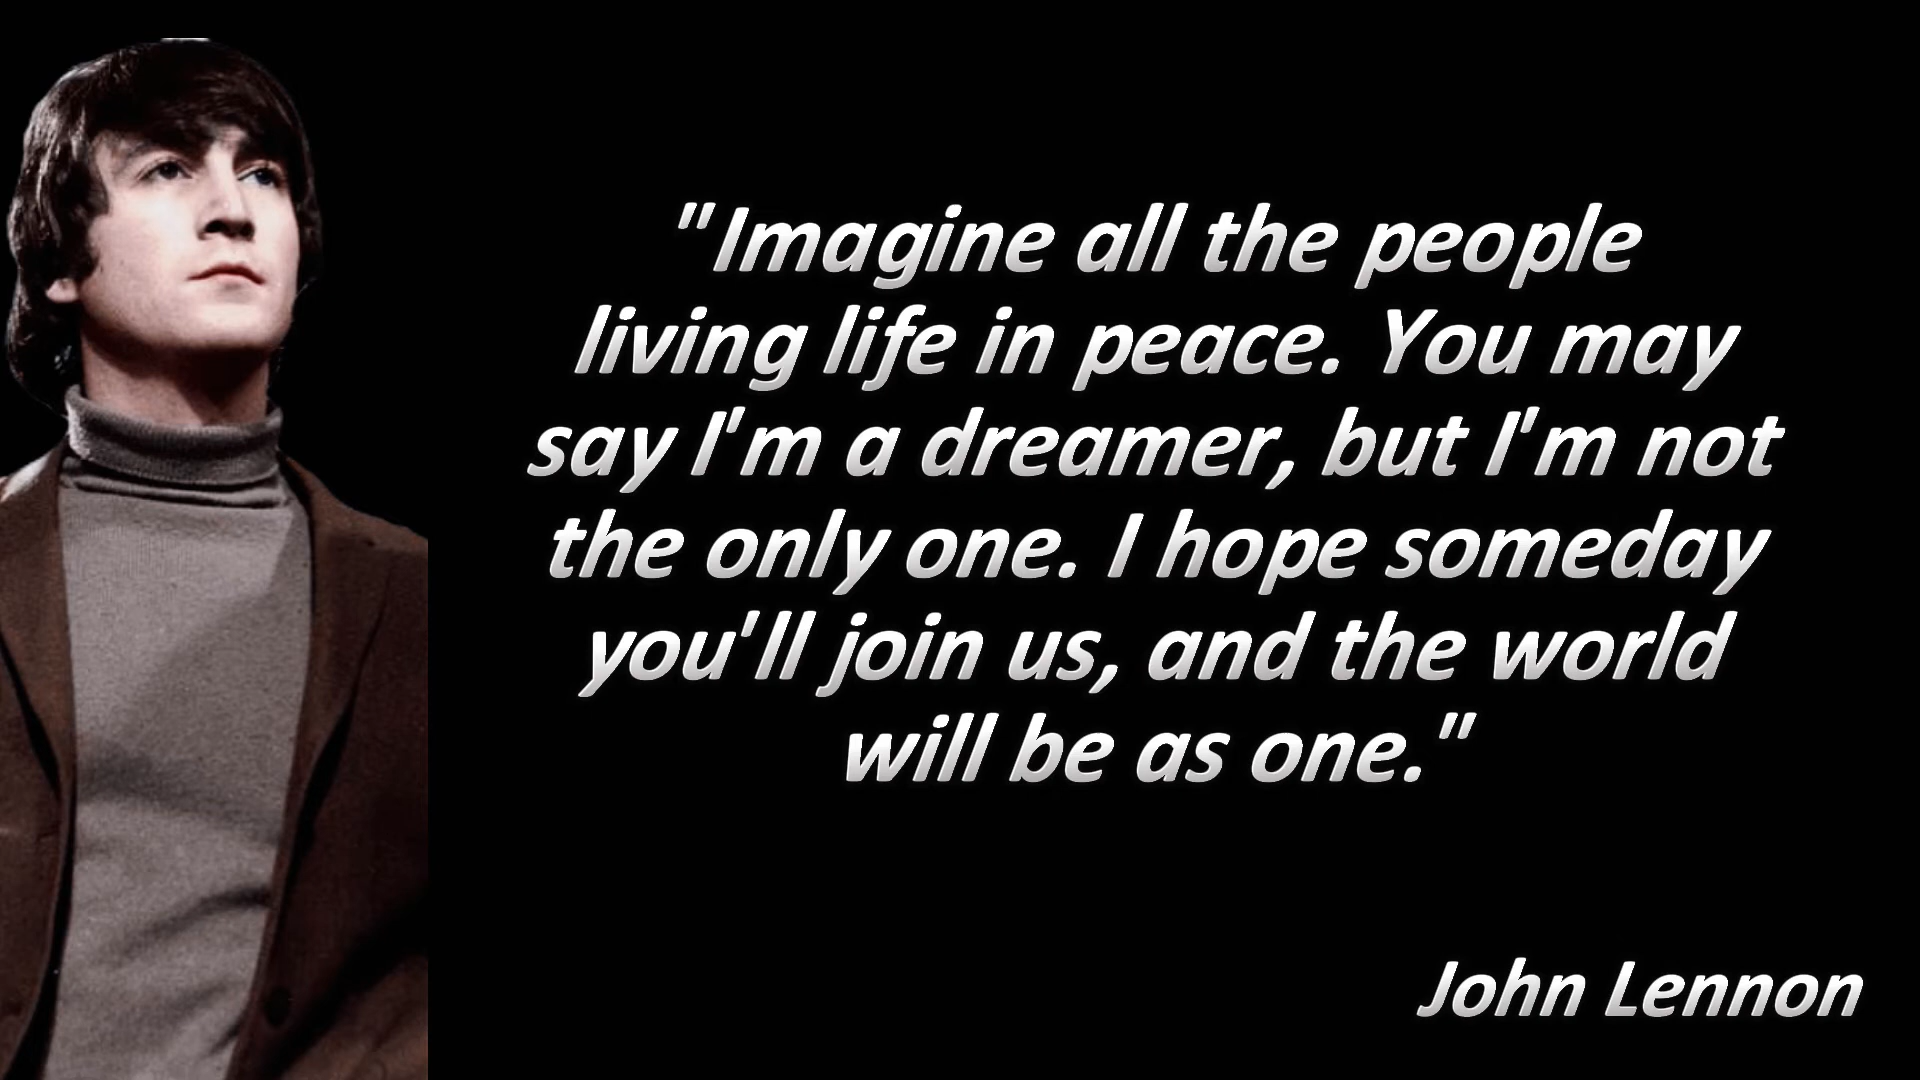 "Imagine all the people
living life in peace. You may
say I'm a dreamer, but I'm not
the only one. I hope someday
you'll join us, and the world
will be as one."
John Lennon